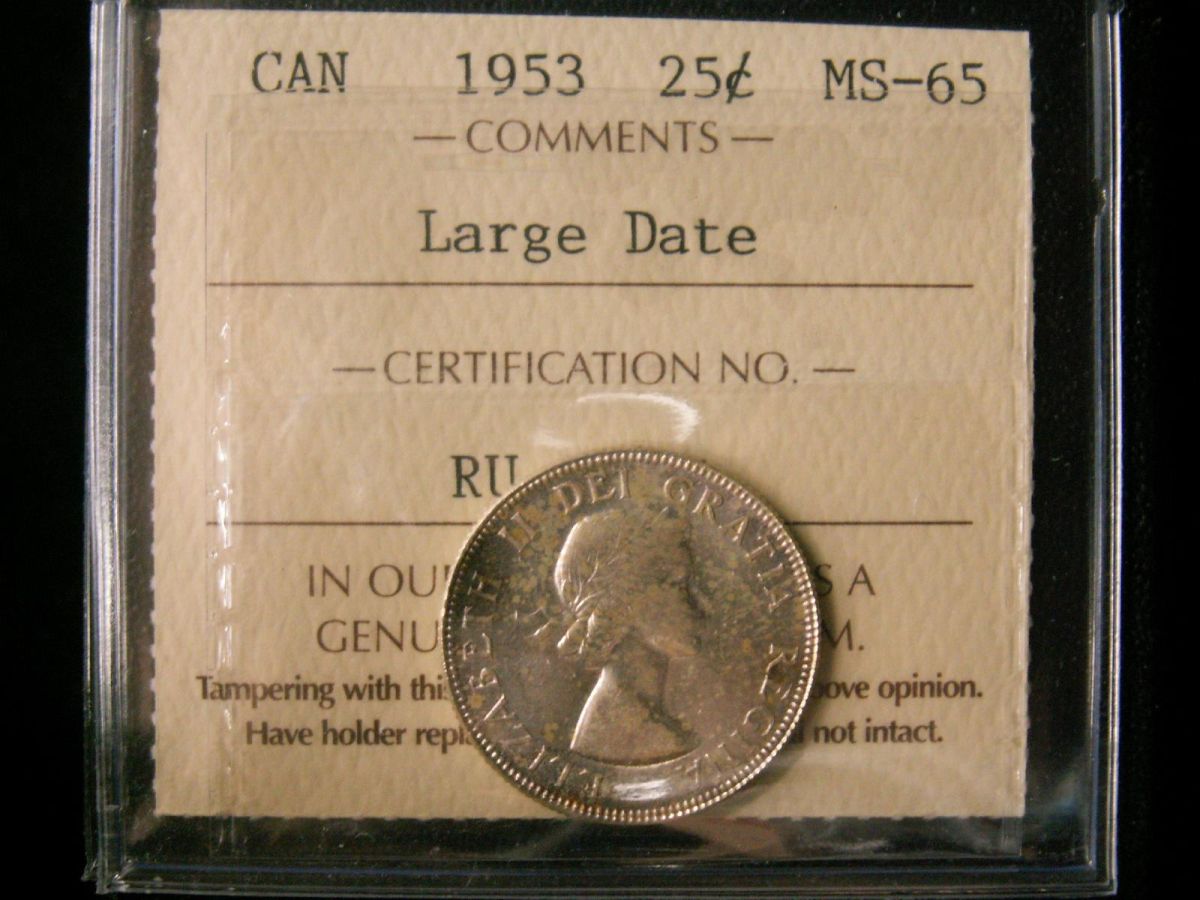 CAN 1953 25¢ MS-65
— COMMENTS —
Large Date
— CERTIFICATION NO. —
RU
ELIZABETH II DEI GRATIA REGINA
IN OU S A
GENU M.
Tampering with this ove opinion.
Have holder repla not intact.